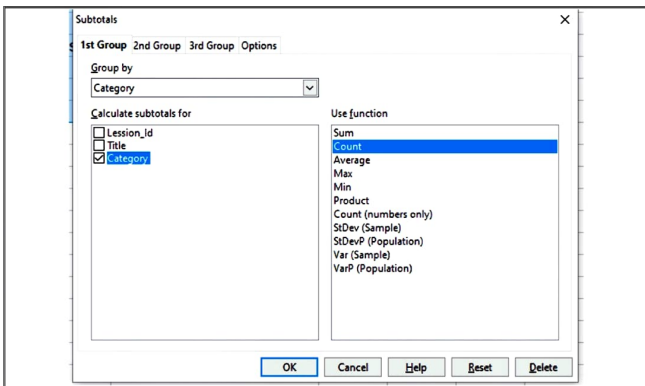 Subtotals
1st Group 2nd Group 3rd Group Options
Group by
Category
Calculate subtotals for
Lession_Id
Title
Category
Use function
Sum
Count
Average
Max
Min
Product
Count (numbers only)
StDev (Sample)
StDevP (Population)
Var (Sample)
VarP (Population)
OK Cancel Help Reset Delete